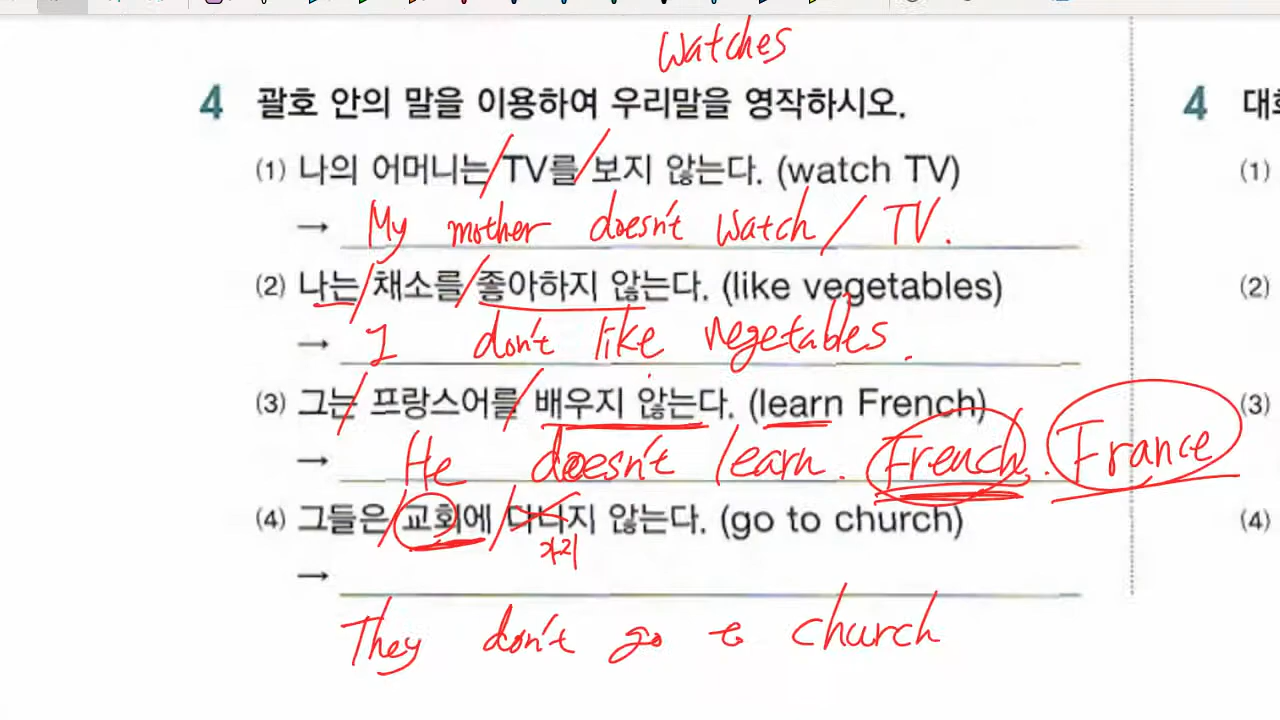 watches
4 괄호 안의 말을 이용하여 우리말을 영작하시오.
(1) 나의 어머니는 / TV를 / 보지 않는다. (watch TV)
→ My mother doesn't watch / TV.
(2) 나는 / 채소를 / 좋아하지 않는다. (like vegetables)
→ I don't like vegetables.
(3) 그는 / 프랑스어를 / 배우지 않는다. (learn French)
→ He doesn't learn. French. France
(4) 그들은 / 교회에 / 다니지 않는다. (go to church)
가지
→
They don't go to church
4 대화
(1)
(2)
(3)
(4)